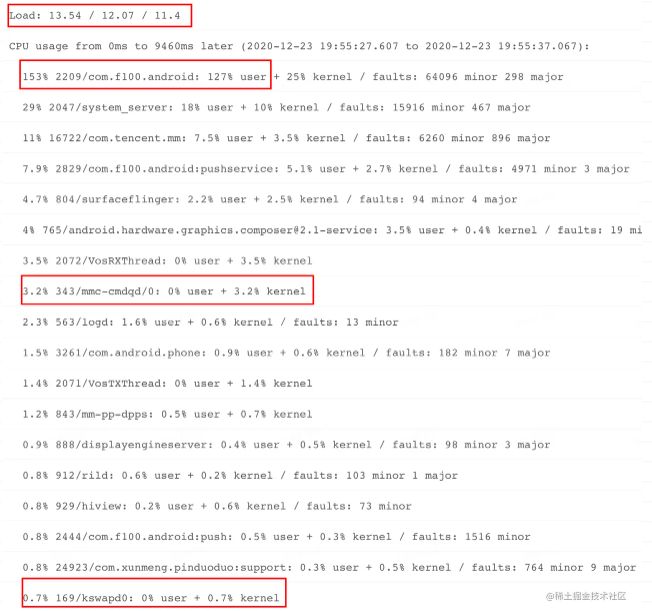 Load: 13.54 / 12.07 / 11.4
CPU usage from 0ms to 9460ms later (2020-12-23 19:55:27.607 to 2020-12-23 19:55:37.067):
153% 2209/com.f100.android: 127% user + 25% kernel / faults: 64096 minor 298 major
29% 2047/system_server: 18% user + 10% kernel / faults: 15916 minor 467 major
11% 16722/com.tencent.mm: 7.5% user + 3.5% kernel / faults: 6260 minor 896 major
7.9% 2829/com.f100.android:pushservice: 5.1% user + 2.7% kernel / faults: 4971 minor 3 major
4.7% 804/surfaceflinger: 2.2% user + 2.5% kernel / faults: 94 minor 4 major
4% 765/android.hardware.graphics.composer@2.1-service: 3.5% user + 0.4% kernel / faults: 19 mi
3.5% 2072/VosRXThread: 0% user + 3.5% kernel
3.2% 343/mmc-cmdqd/0: 0% user + 3.2% kernel
2.3% 563/logd: 1.6% user + 0.6% kernel / faults: 13 minor
1.5% 3261/com.android.phone: 0.9% user + 0.6% kernel / faults: 182 minor 7 major
1.4% 2071/VosTXThread: 0% user + 1.4% kernel
1.2% 843/mm-pp-dpps: 0.5% user + 0.7% kernel
0.9% 888/displayengineserver: 0.4% user + 0.5% kernel / faults: 98 minor 3 major
0.8% 912/rild: 0.6% user + 0.2% kernel / faults: 103 minor 1 major
0.8% 929/hiview: 0.2% user + 0.6% kernel / faults: 73 minor
0.8% 2444/com.f100.android:push: 0.5% user + 0.3% kernel / faults: 1516 minor
0.8% 24923/com.xunmeng.pinduoduo:support: 0.3% user + 0.5% kernel / faults: 764 minor 9 major
0.7% 169/kswapd0: 0% user + 0.7% kernel
@稀土掘金技术社区